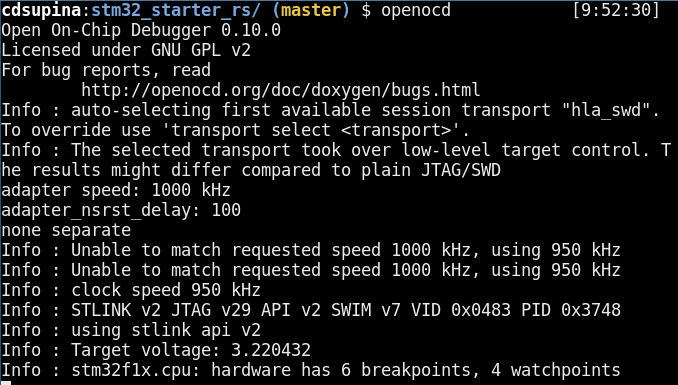 cdsupina:stm32_starter_rs/ (master) $ openocd [9:52:30]
Open On-Chip Debugger 0.10.0
Licensed under GNU GPL v2
For bug reports, read
http://openocd.org/doc/doxygen/bugs.html
Info : auto-selecting first available session transport "hla_swd".
To override use 'transport select <transport>'.
Info : The selected transport took over low-level target control. T
he results might differ compared to plain JTAG/SWD
adapter speed: 1000 kHz
adapter_nsrst_delay: 100
none separate
Info : Unable to match requested speed 1000 kHz, using 950 kHz
Info : Unable to match requested speed 1000 kHz, using 950 kHz
Info : clock speed 950 kHz
Info : STLINK v2 JTAG v29 API v2 SWIM v7 VID 0x0483 PID 0x3748
Info : using stlink api v2
Info : Target voltage: 3.220432
Info : stm32f1x.cpu: hardware has 6 breakpoints, 4 watchpoints